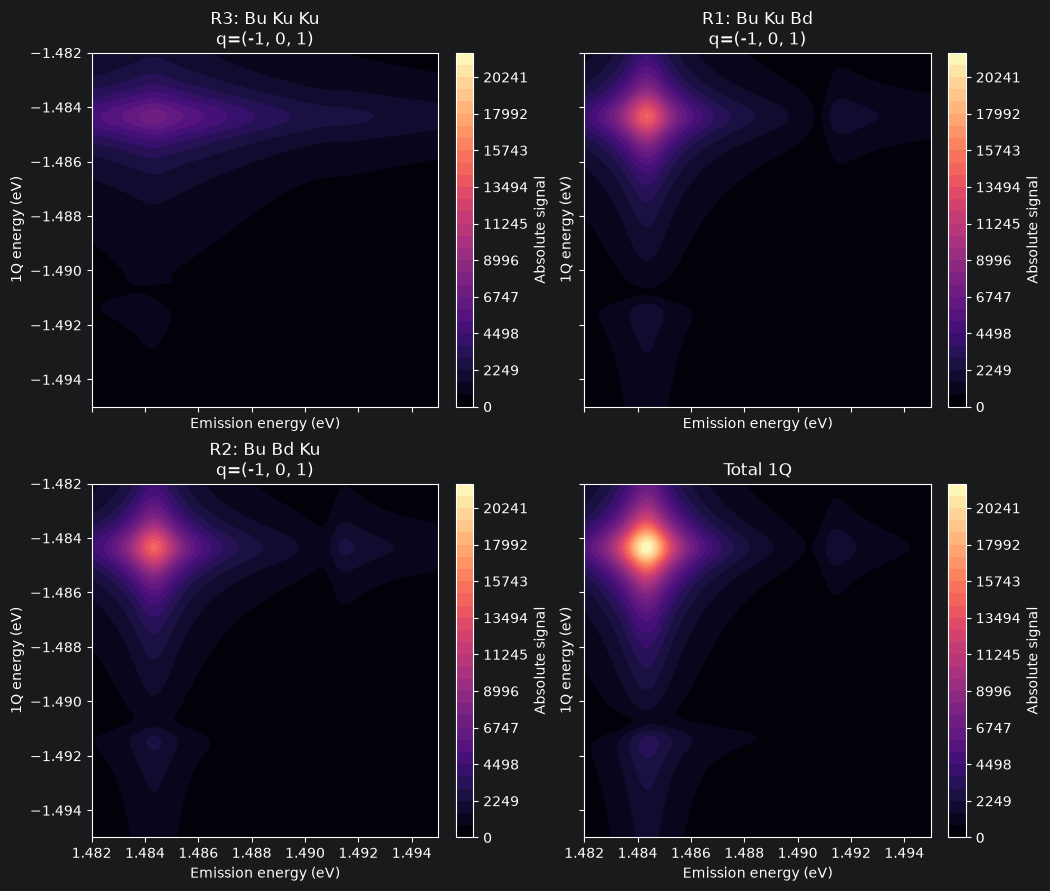 R3: Bu Ku Ku
q=(-1, 0, 1)
−1.482
−1.484
−1.486
−1.488
−1.490
−1.492
−1.494
1Q energy (eV)
Emission energy (eV)
20241
17992
15743
13494
11245
8996
6747
4498
2249
0
Absolute signal
R1: Bu Ku Bd
q=(-1, 0, 1)
1Q energy (eV)
Emission energy (eV)
20241
17992
15743
13494
11245
8996
6747
4498
2249
0
Absolute signal
R2: Bu Bd Ku
q=(-1, 0, 1)
−1.482
−1.484
−1.486
−1.488
−1.490
−1.492
−1.494
1Q energy (eV)
1.482 1.484 1.486 1.488 1.490 1.492 1.494
Emission energy (eV)
20241
17992
15743
13494
11245
8996
6747
4498
2249
0
Absolute signal
Total 1Q
1Q energy (eV)
1.482 1.484 1.486 1.488 1.490 1.492 1.494
Emission energy (eV)
20241
17992
15743
13494
11245
8996
6747
4498
2249
0
Absolute signal